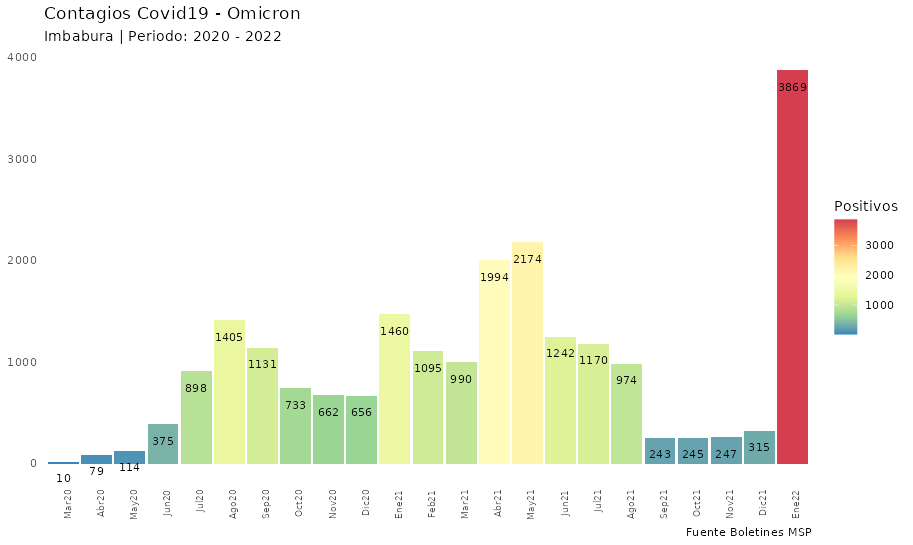 Contagios Covid19 - Omicron
Imbabura | Periodo: 2020 - 2022
4000
3000
2000
1000
0
10
79
114
375
898
1405
1131
733
662
656
1460
1095
990
1994
2174
1242
1170
974
243
245
247
315
3869
Mar20
Abr20
May20
Jun20
Jul20
Ago20
Sep20
Oct20
Nov20
Dic20
Ene21
Feb21
Mar21
Abr21
May21
Jun21
Jul21
Ago21
Sep21
Oct21
Nov21
Dic21
Ene22
Positivos
3000
2000
1000
Fuente Boletines MSP